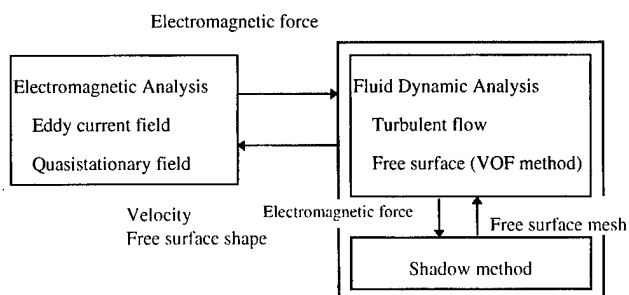 Electromagnetic force
Electromagnetic Analysis
Eddy current field
Quasistationary field
Fluid Dynamic Analysis
Turbulent flow
Free surface (VOF method)
Velocity
Free surface shape
Electromagnetic force
Free surface mesh
Shadow method